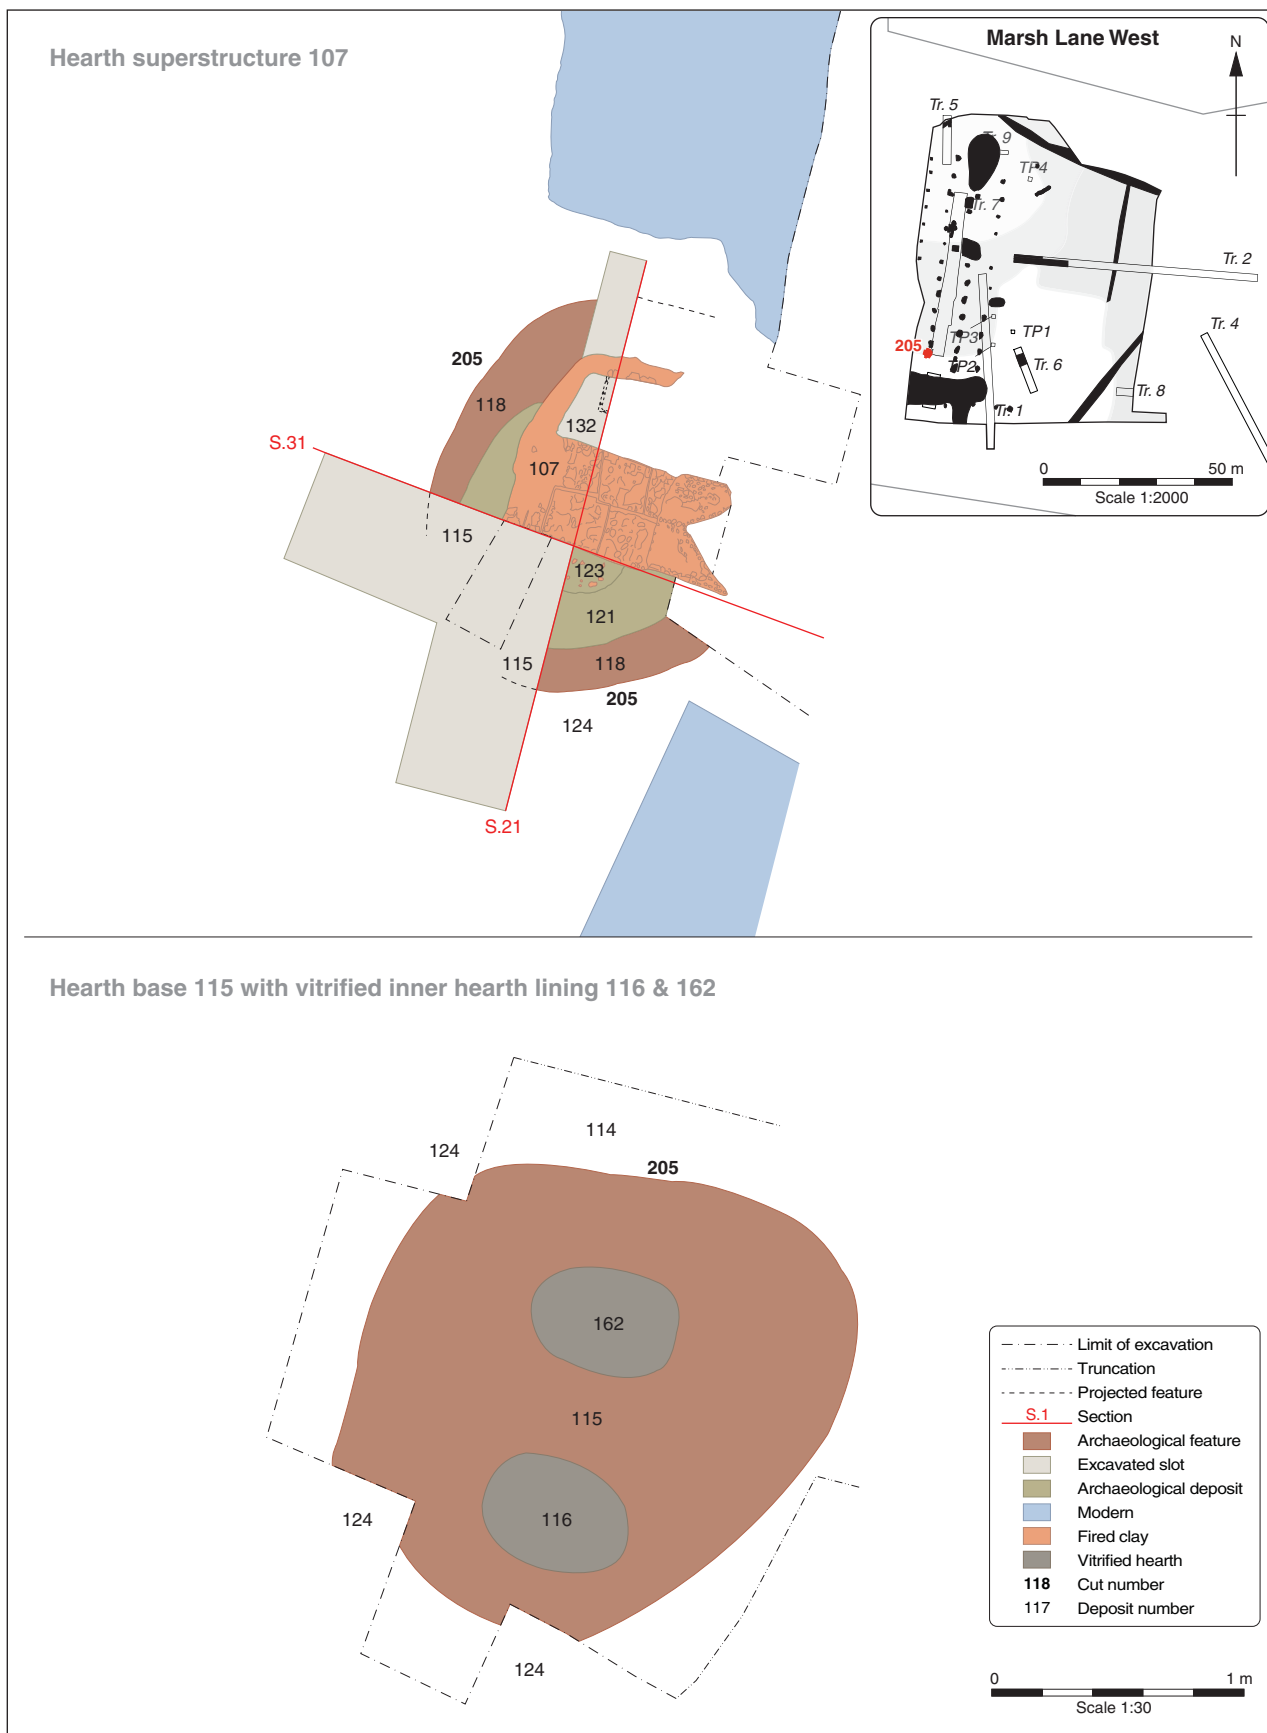 Hearth superstructure 107
Marsh Lane West
N
Tr. 5
Tr. 9
TP4
Tr. 7
Tr. 2
TP3
TP1
Tr. 4
205
TP2
Tr. 6
Tr. 8
Tr. 1
0
50 m
Scale 1:2000
205
118
132
S.31
107
115
123
121
115
118
205
124
S.21
Hearth base 115 with vitrified inner hearth lining 116 & 162
114
124
205
162
115
116
124
124
Limit of excavation
Truncation
Projected feature
S.1 Section
Archaeological feature
Excavated slot
Archaeological deposit
Modern
Fired clay
Vitrified hearth
118 Cut number
117 Deposit number
0
1 m
Scale 1:30